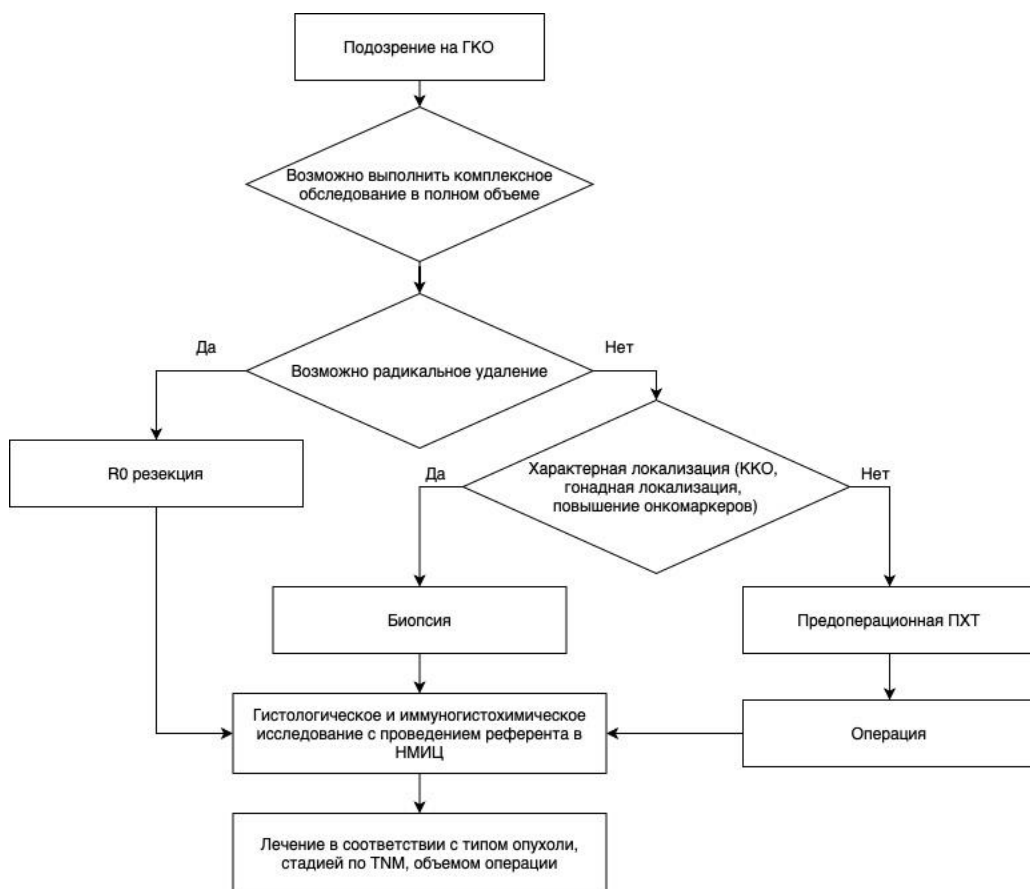 Подозрение на ГКО
Возможно выполнить комплексное
обследование в полном объеме
Да
Нет
Возможно радикальное удаление
R0 резекция
Да
Характерная локализация (ККО,
гонадная локализация,
повышение онкомаркеров)
Нет
Биопсия
Предоперационная ПХТ
Гистологическое и иммуногистохимическое
исследование с проведением референта в
НМИЦ
Операция
Лечение в соответствии с типом опухоли,
стадией по TNM, объемом операции